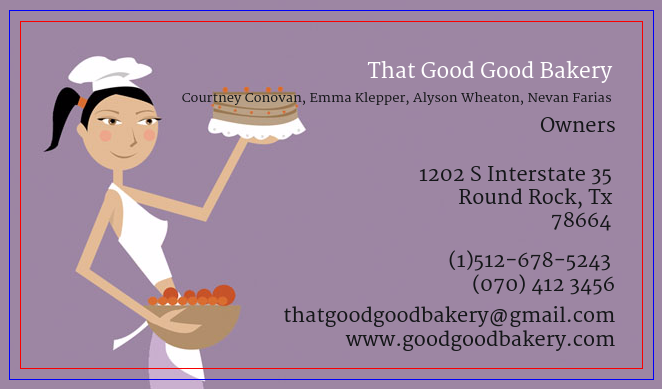 That Good Good Bakery
Courtney Conovan, Emma Klepper, Alyson Wheaton, Nevan Farias
Owners
1202 S Interstate 35
Round Rock, Tx
78664
(1)512-678-5243
(070) 412 3456
thatgoodgoodbakery@gmail.com
www.goodgoodbakery.com